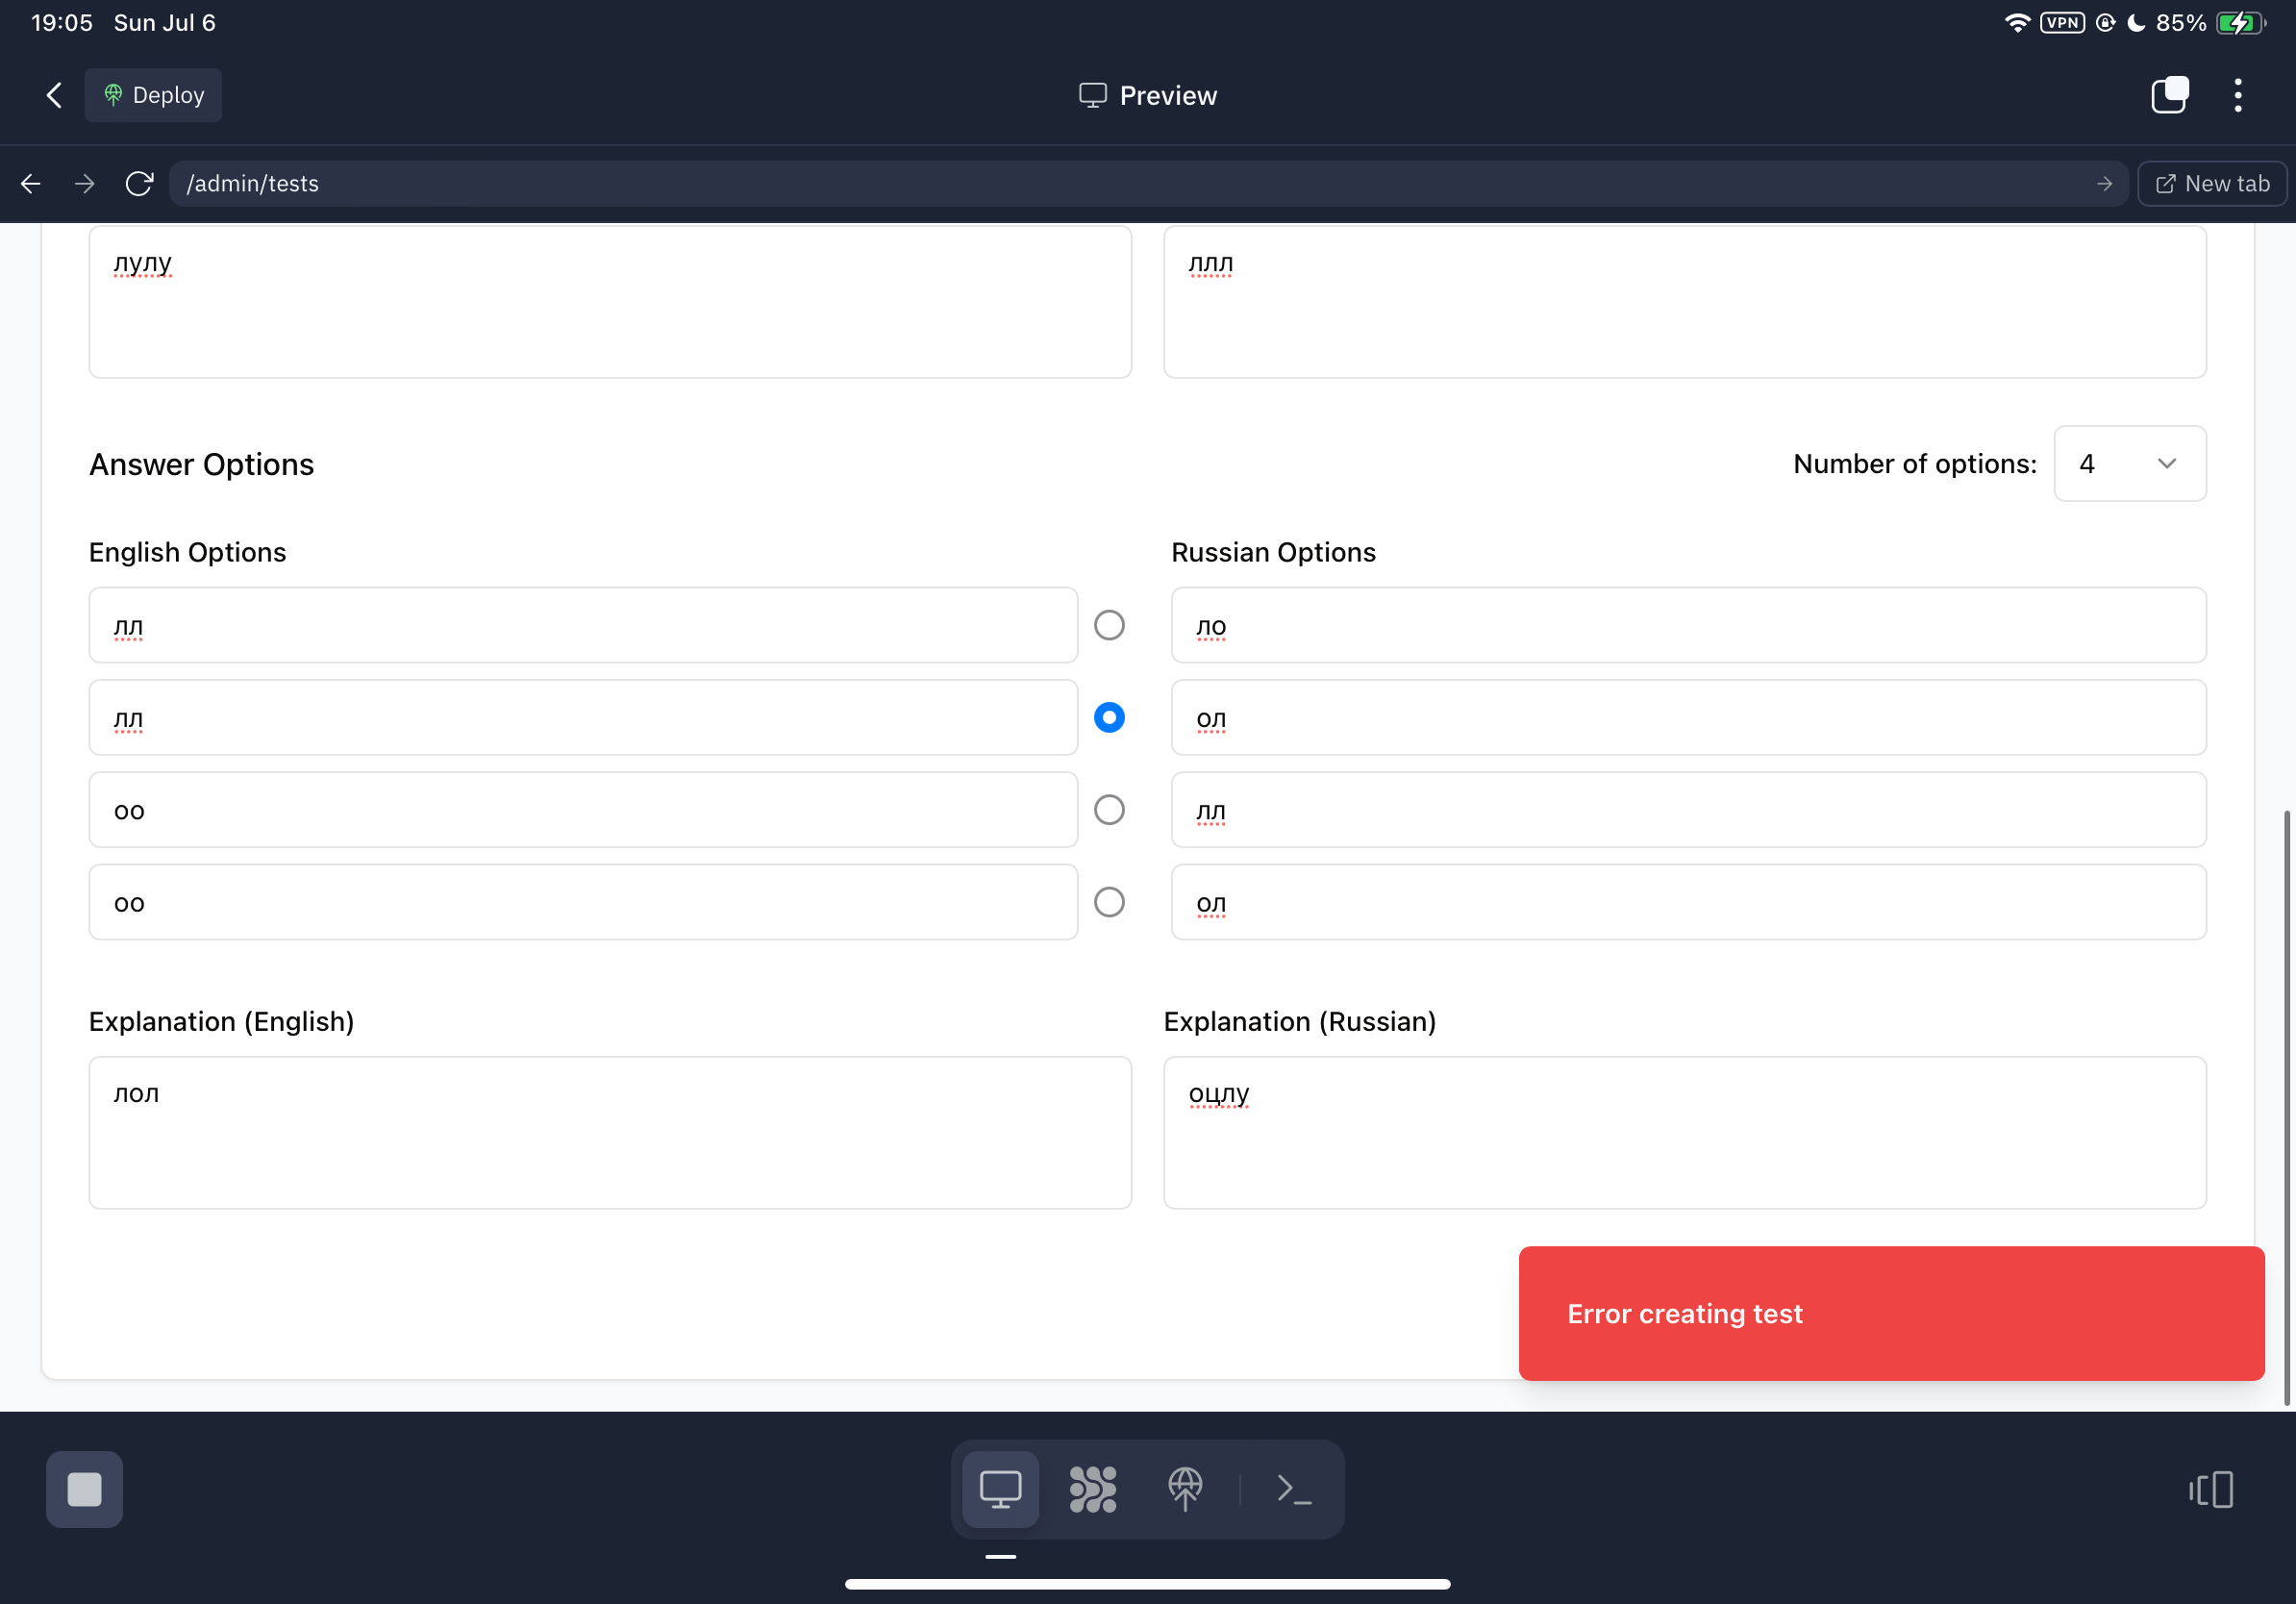 19:05 Sun Jul 6
VPN 85%
Deploy
Preview
/admin/tests
New tab
лулу
ллл
Answer Options
Number of options: 4
English Options
Russian Options
лл
ло
лл
ол
оо
лл
оо
ол
Explanation (English)
Explanation (Russian)
лол
оцлу
Error creating test